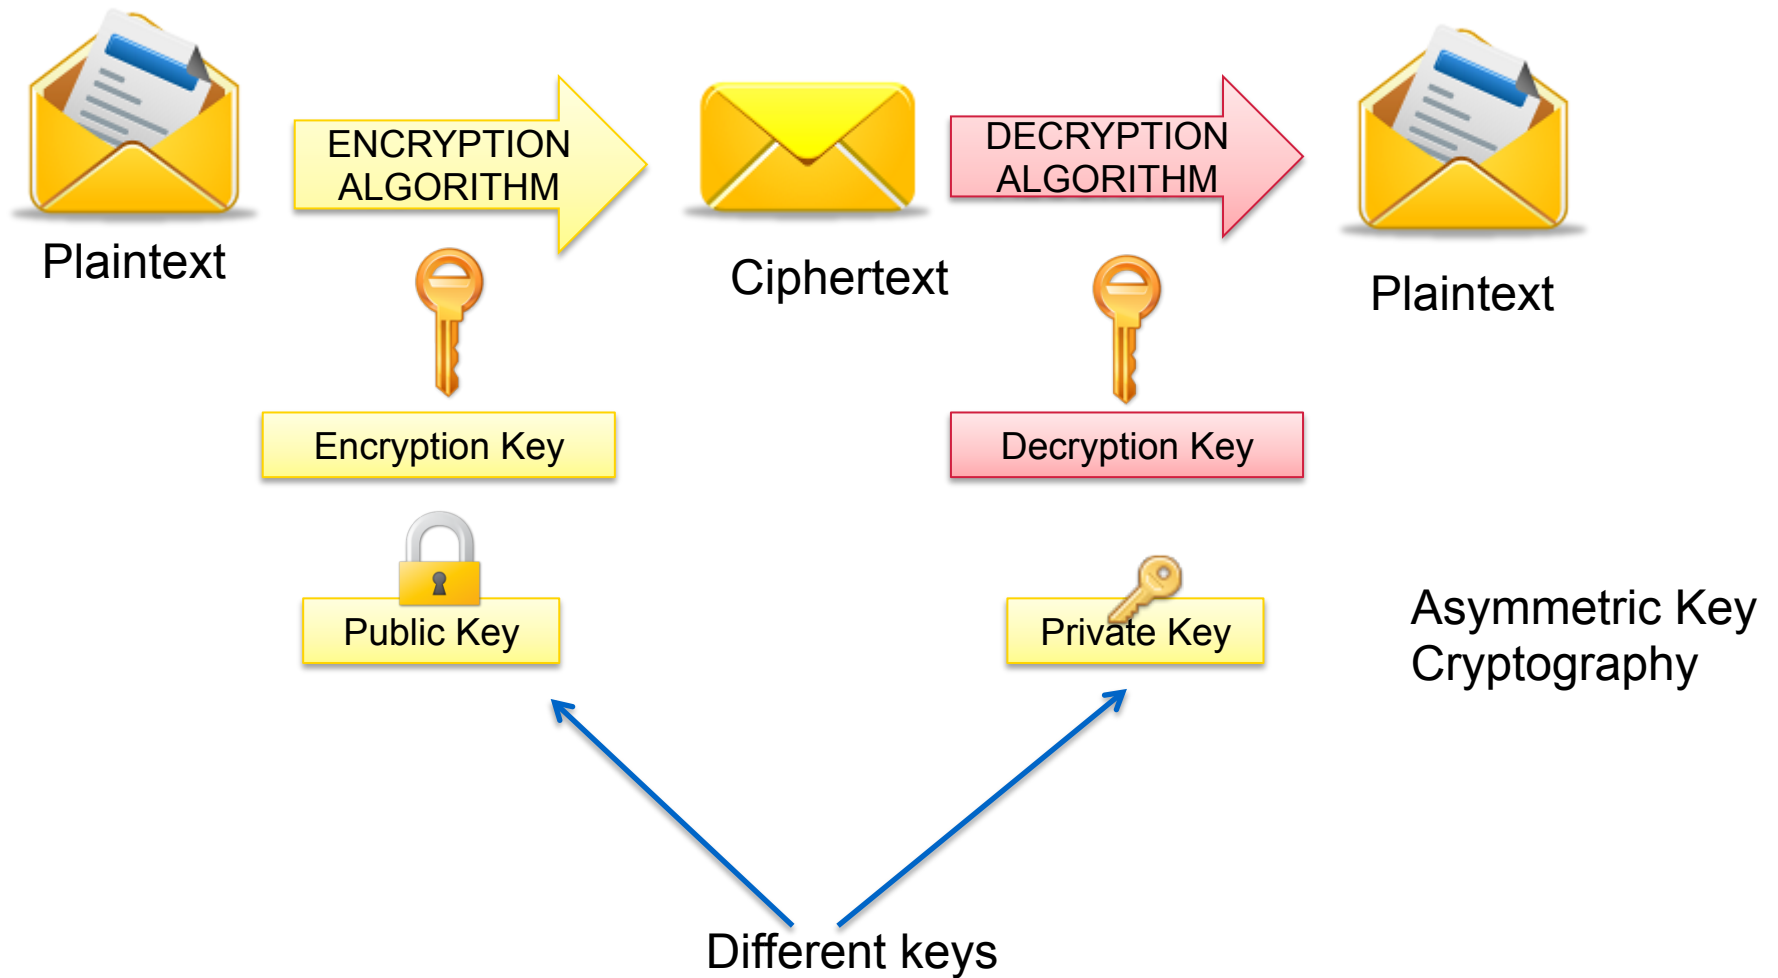 ENCRYPTION
ALGORITHM
DECRYPTION
ALGORITHM
Plaintext
Ciphertext
Plaintext
Encryption Key
Decryption Key
Public Key
Private Key
Asymmetric Key
Cryptography
Different keys